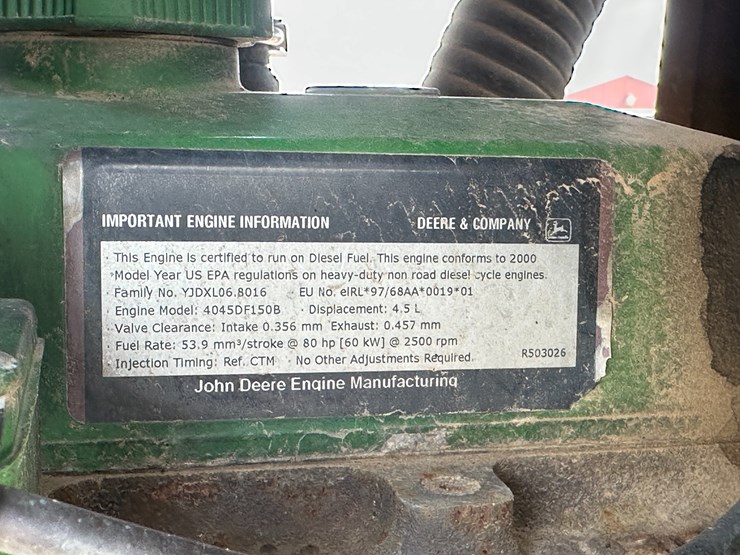 IMPORTANT ENGINE INFORMATION DEERE & COMPANY
This Engine is certified to run on Diesel Fuel. This engine conforms to 2000
Model Year US EPA regulations on heavy-duty non road diesel cycle engines.
Family No. YJDXL06.8016 EU No. eIRL*97/68AA*0019*01
Engine Model: 4045DF150B Displacement: 4.5 L
Valve Clearance: Intake 0.356 mm Exhaust: 0.457 mm
Fuel Rate: 53.9 mm³/stroke @ 80 hp [60 kW] @ 2500 rpm
Injection Timing: Ref. CTM No Other Adjustments Required. R503026
John Deere Engine Manufacturing